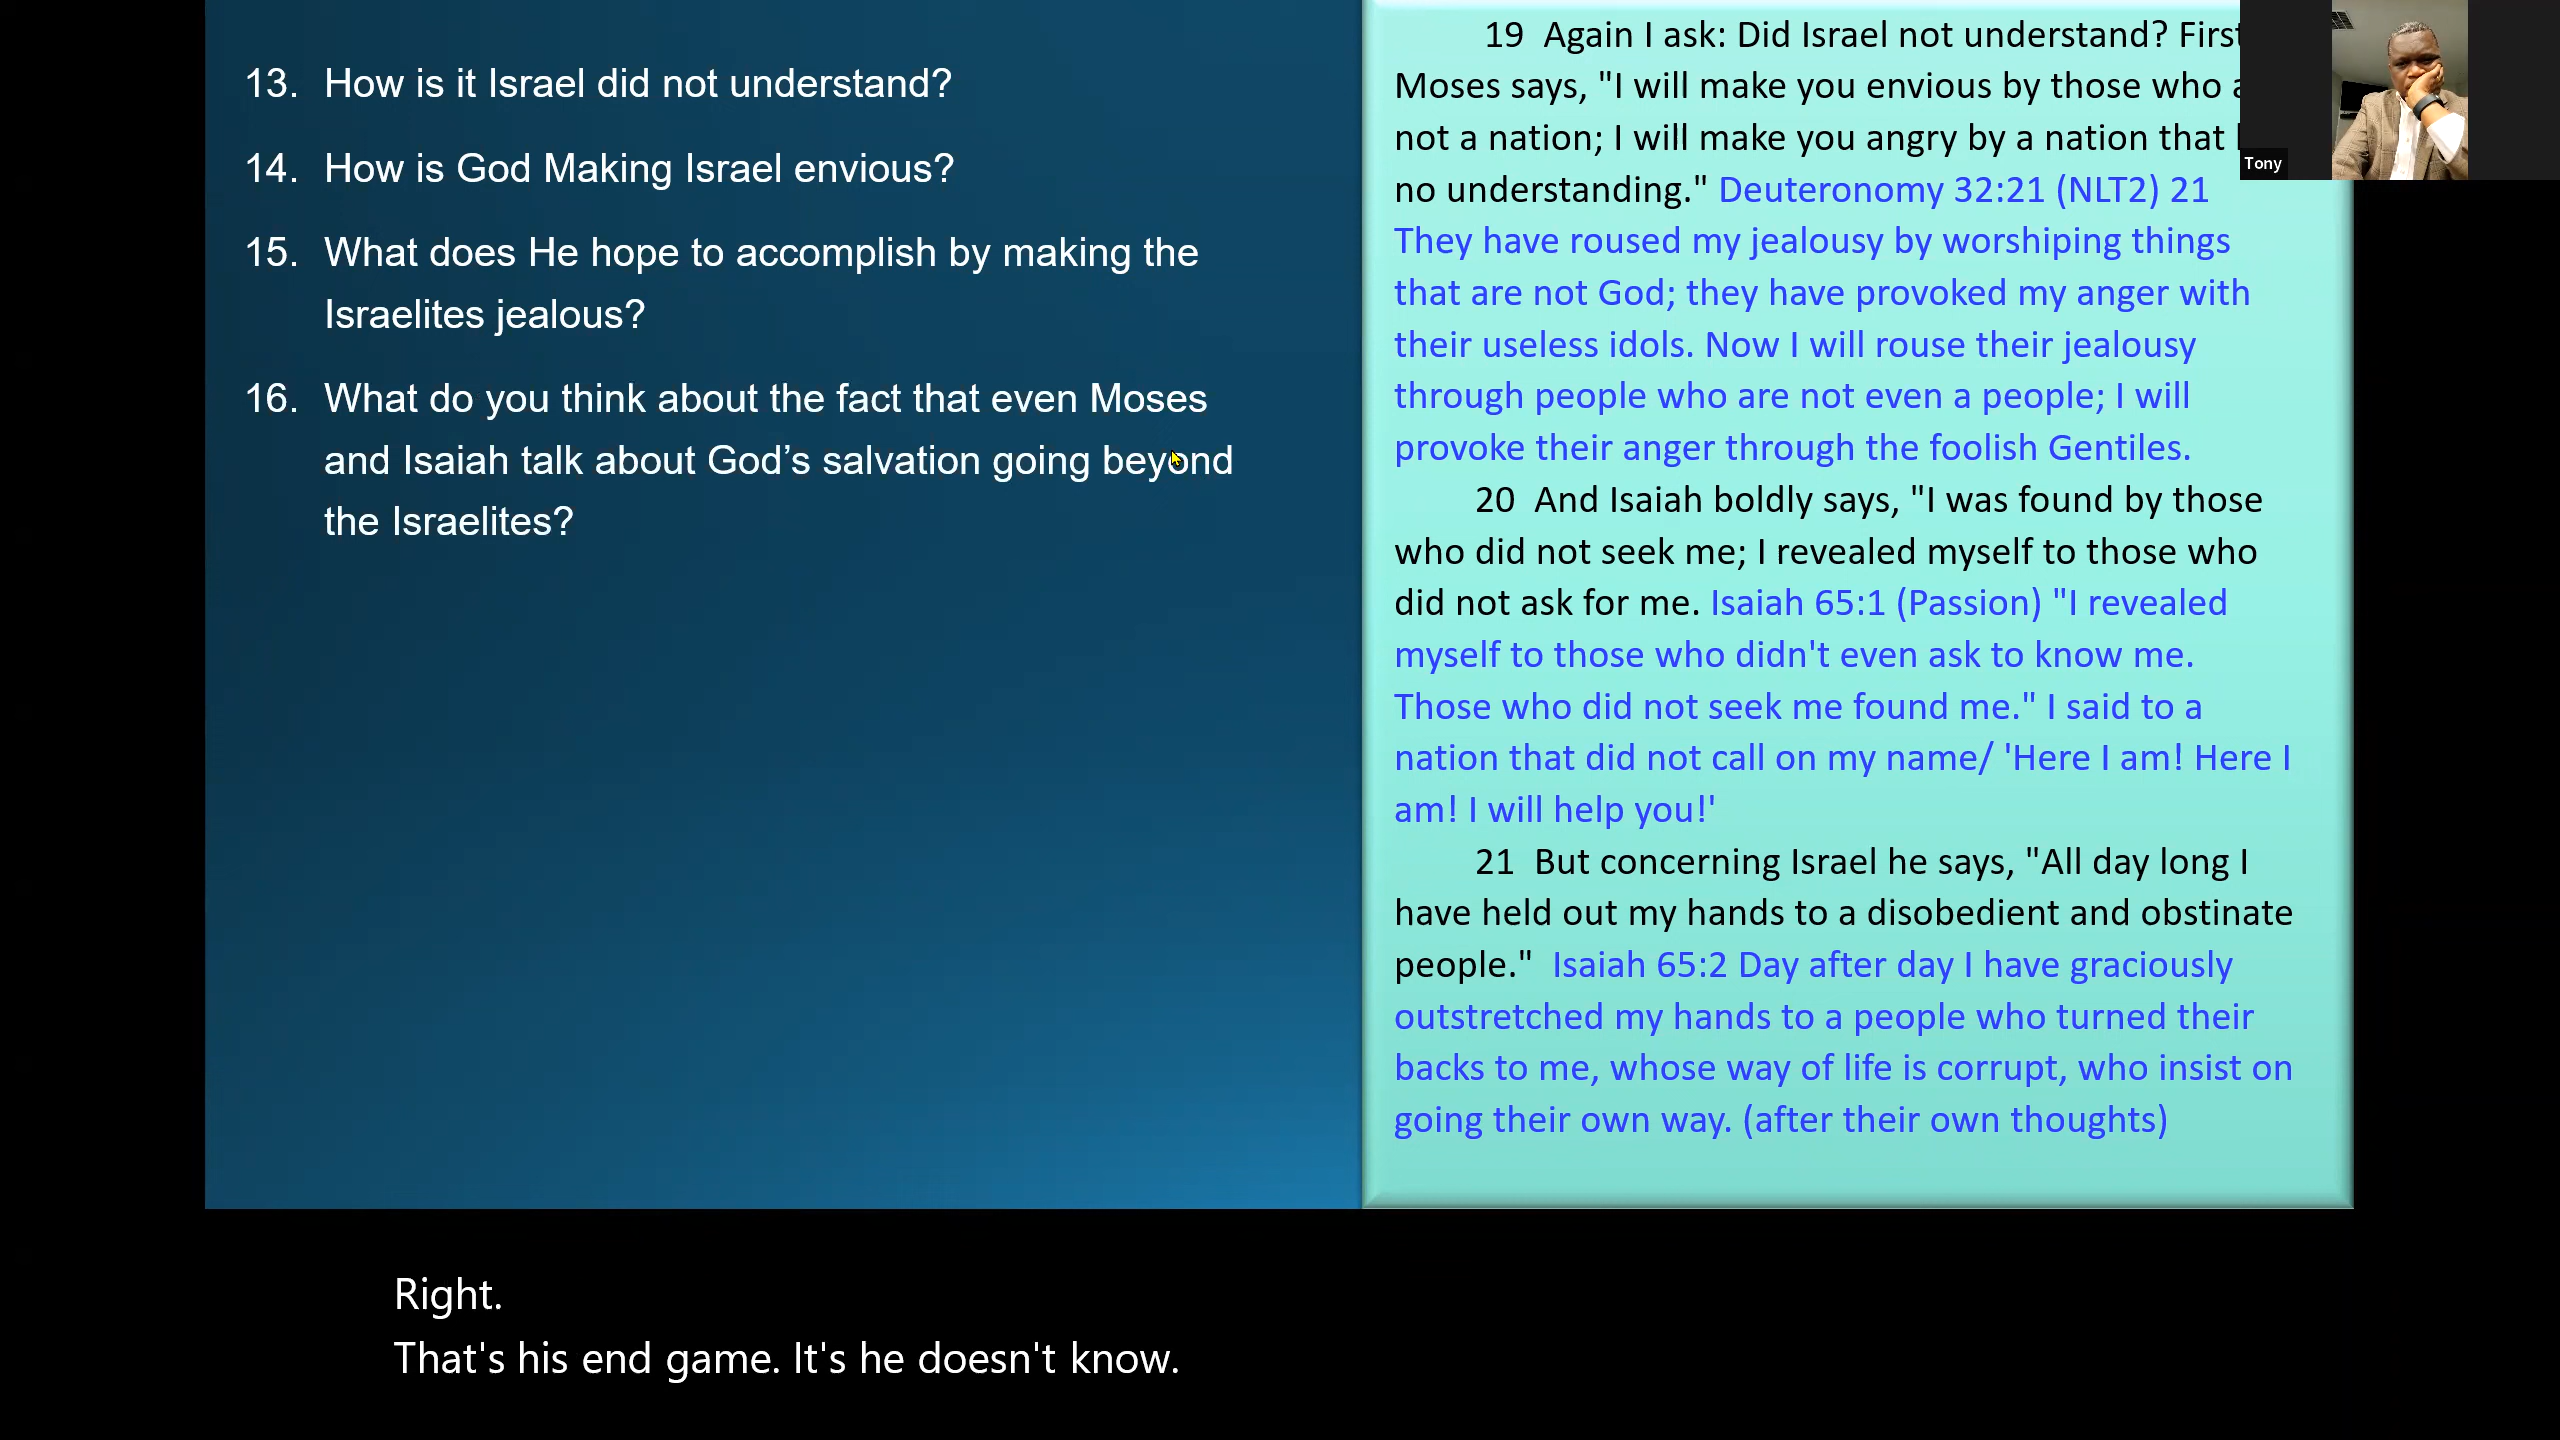 13. How is it Israel did not understand?
14. How is God Making Israel envious?
15. What does He hope to accomplish by making the
Israelites jealous?
16. What do you think about the fact that even Moses
and Isaiah talk about God’s salvation going beyond
the Israelites?
19 Again I ask: Did Israel not understand? First
Moses says, "I will make you envious by those who
not a nation; I will make you angry by a nation that
no understanding." Deuteronomy 32:21 (NLT2) 21
They have roused my jealousy by worshiping things
that are not God; they have provoked my anger with
their useless idols. Now I will rouse their jealousy
through people who are not even a people; I will
provoke their anger through the foolish Gentiles.
20 And Isaiah boldly says, "I was found by those
who did not seek me; I revealed myself to those who
did not ask for me. Isaiah 65:1 (Passion) "I revealed
myself to those who didn't even ask to know me.
Those who did not seek me found me." I said to a
nation that did not call on my name/ 'Here I am! Here I
am! I will help you!'
21 But concerning Israel he says, "All day long I
have held out my hands to a disobedient and obstinate
people." Isaiah 65:2 Day after day I have graciously
outstretched my hands to a people who turned their
backs to me, whose way of life is corrupt, who insist on
going their own way. (after their own thoughts)
Tony
Right.
That's his end game. It's he doesn't know.